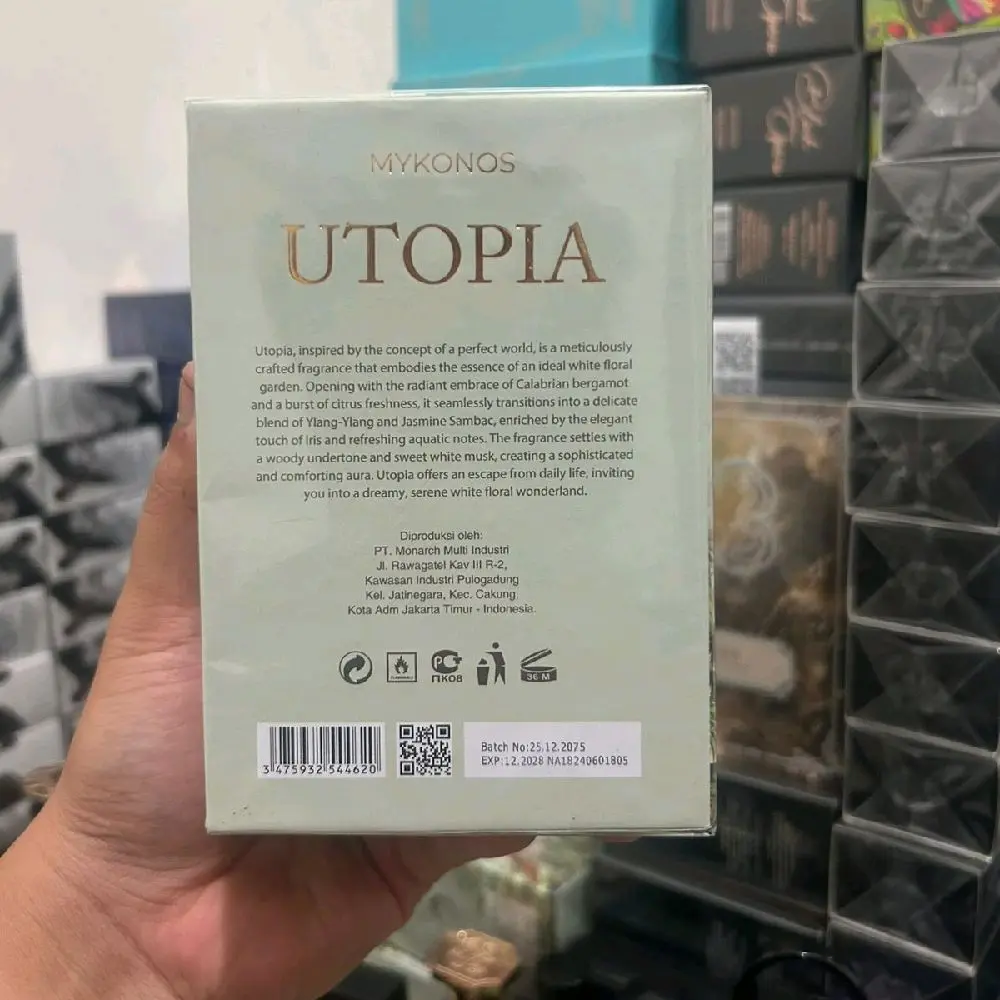 MYKONOS
UTOPIA
Utopia, inspired by the concept of a perfect world, is a meticulously
crafted fragrance that embodies the essence of an ideal white floral
garden. Opening with the radiant embrace of Calabrian bergamot
and a burst of citrus freshness, it seamlessly transitions into a delicate
blend of Ylang-Ylang and Jasmine Sambac, enriched by the elegant
touch of Iris and refreshing aquatic notes. The fragrance settles with
a woody undertone and sweet white musk, creating a sophisticated
and comforting aura. Utopia offers an escape from daily life, inviting
you into a dreamy, serene white floral wonderland.
Diproduksi oleh:
PT. Monarch Multi Industri
Jl. Rawagatel Kav III R-2,
Kawasan Industri Pulogadung
Kel. Jatinegara, Kec. Cakung,
Kota Adm Jakarta Timur - Indonesia.
ПКОВ
36 M
3 475932 544620
Batch No:25.12.2075
EXP:12.2028 NA18240601805